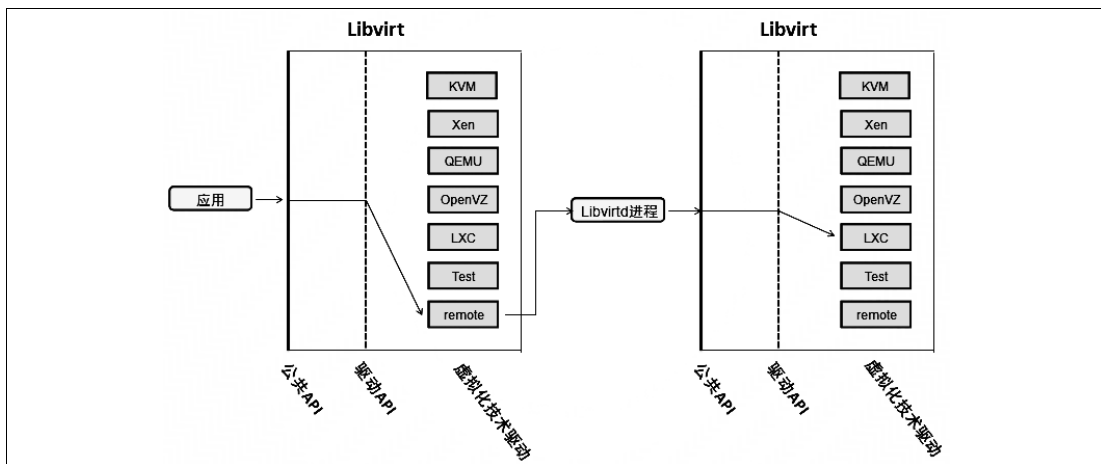 Libvirt
KVM
Xen
QEMU
OpenVZ
LXC
Test
remote
应用
公共API
驱动API
虚拟化技术驱动
Libvirtd进程
Libvirt
KVM
Xen
QEMU
OpenVZ
LXC
Test
remote
公共API
驱动API
虚拟化技术驱动